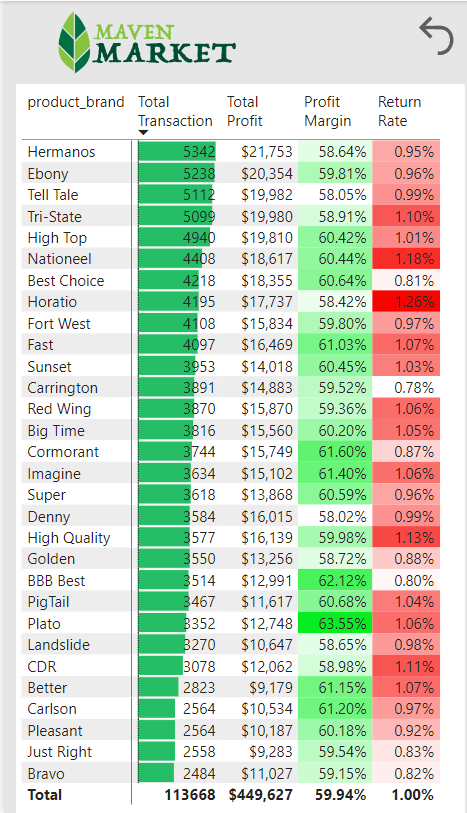 MAVEN
MARKET
product_brand Total Transaction Total Profit Profit Margin Return Rate
Hermanos 5342 $21,753 58.64% 0.95%
Ebony 5238 $20,354 59.81% 0.96%
Tell Tale 5112 $19,982 58.05% 0.99%
Tri-State 5099 $19,980 58.91% 1.10%
High Top 4940 $19,810 60.42% 1.01%
Nationeel 4408 $18,617 60.44% 1.18%
Best Choice 4218 $18,355 60.64% 0.81%
Horatio 4195 $17,737 58.42% 1.26%
Fort West 4108 $15,834 59.80% 0.97%
Fast 4097 $16,469 61.03% 1.07%
Sunset 3953 $14,018 60.45% 1.03%
Carrington 3891 $14,883 59.52% 0.78%
Red Wing 3870 $15,870 59.36% 1.06%
Big Time 3816 $15,560 60.20% 1.05%
Cormorant 3744 $15,749 61.60% 0.87%
Imagine 3634 $15,102 61.40% 1.06%
Super 3618 $13,868 60.59% 0.96%
Denny 3584 $16,015 58.02% 0.99%
High Quality 3577 $16,139 59.98% 1.13%
Golden 3550 $13,256 58.72% 0.88%
BBB Best 3514 $12,991 62.12% 0.80%
PigTail 3467 $11,617 60.68% 1.04%
Plato 3352 $12,748 63.55% 1.06%
Landslide 3270 $10,647 58.65% 0.98%
CDR 3078 $12,062 58.98% 1.11%
Better 2823 $9,179 61.15% 1.07%
Carlson 2564 $10,534 61.20% 0.97%
Pleasant 2564 $10,187 60.18% 0.92%
Just Right 2558 $9,283 59.54% 0.83%
Bravo 2484 $11,027 59.15% 0.82%
Total 113668 $449,627 59.94% 1.00%